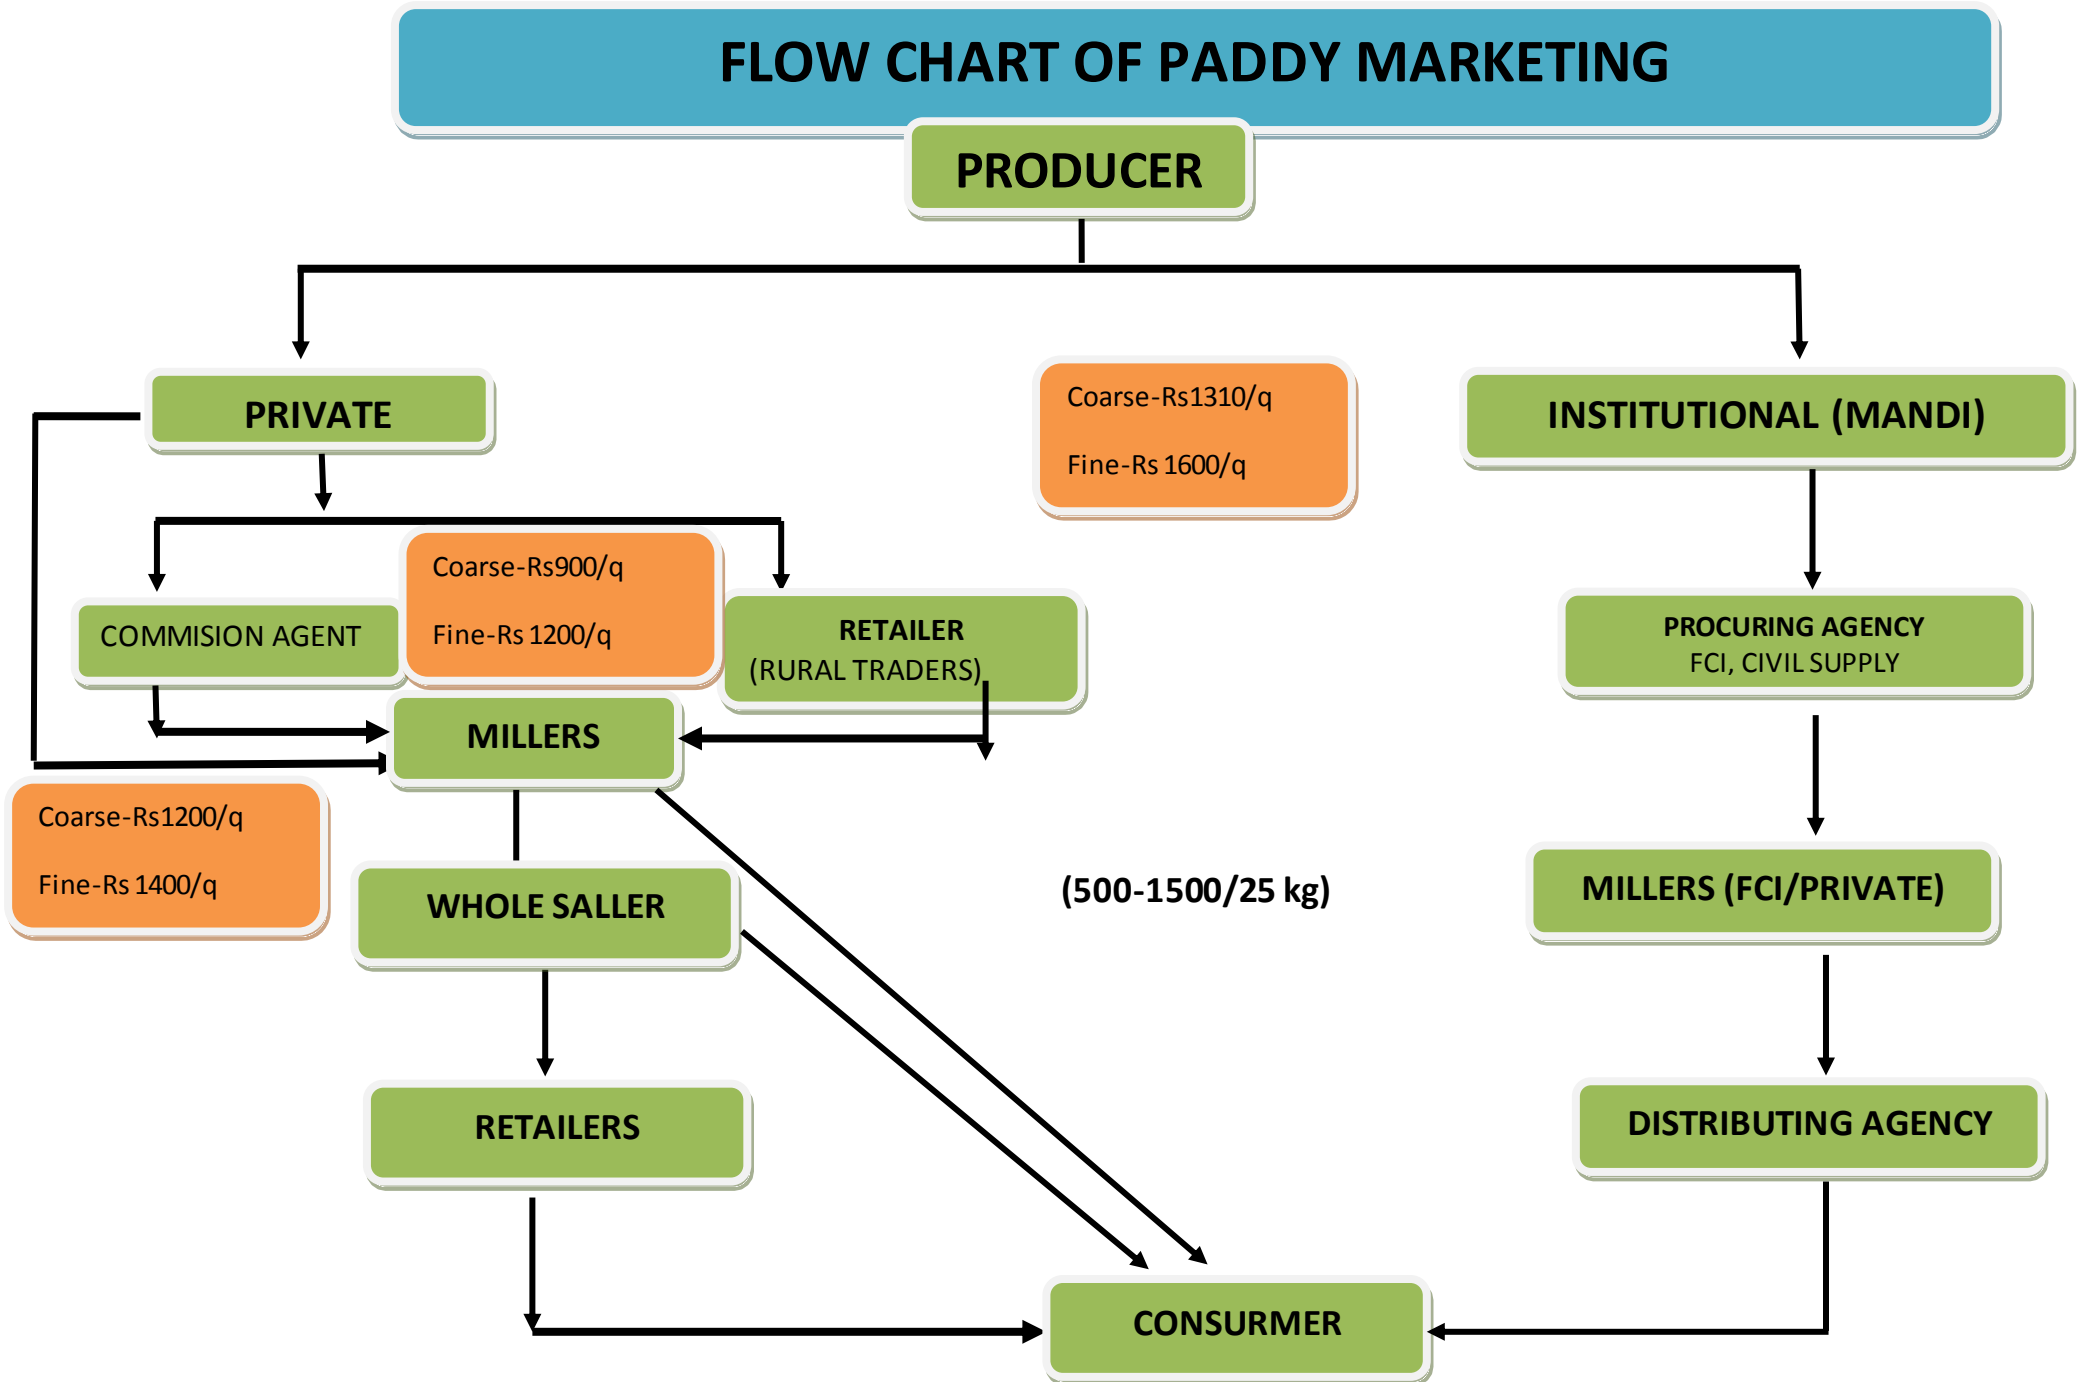 FLOW CHART OF PADDY MARKETING
PRODUCER
PRIVATE
Coarse-Rs1310/q
Fine-Rs 1600/q
INSTITUTIONAL (MANDI)
COMMISION AGENT
Coarse-Rs900/q
Fine-Rs 1200/q
RETAILER
(RURAL TRADERS)
PROCURING AGENCY
FCI, CIVIL SUPPLY
MILLERS
Coarse-Rs1200/q
Fine-Rs 1400/q
WHOLE SALLER
(500-1500/25 kg)
MILLERS (FCI/PRIVATE)
RETAILERS
DISTRIBUTING AGENCY
CONSURMER